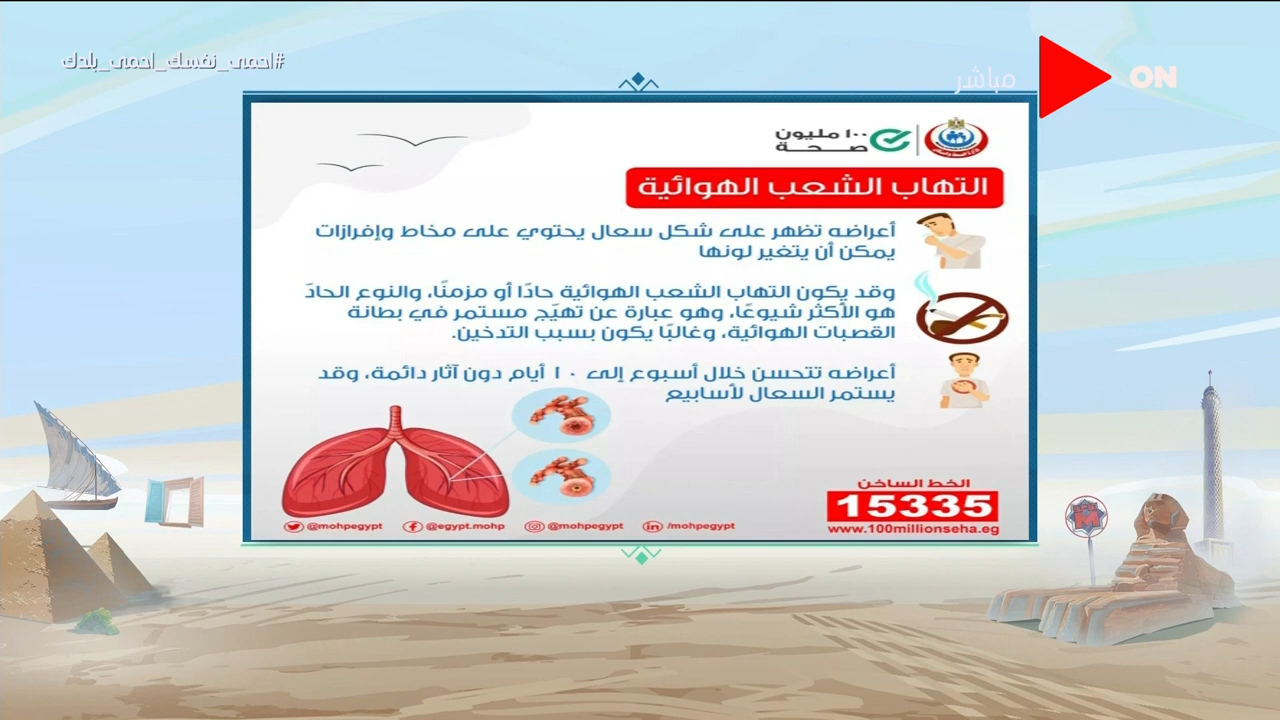 #احمى_نفسك_احمى_بلدك
مباشر
ON
١٠٠ مليون
صحة
التهاب الشعب الهوائية
أعراضه تظهر على شكل سعال يحتوي على مخاط وإفرازات
يمكن أن يتغير لونها
وقد يكون التهاب الشعب الهوائية حادًا أو مزمنًا، والنوع الحادّ
هو الأكثر شيوعًا، وهو عبارة عن تهيّج مستمر في بطانة
القصبات الهوائية، وغالبًا يكون بسبب التدخين.
أعراضه تتحسن خلال أسبوع إلى ١٠ أيام دون آثار دائمة، وقد
يستمر السعال لأسابيع
الخط الساخن
15335
www.100millionseha.eg
@mohpegypt @egypt.mohp @mohpegypt /mohpegypt
M